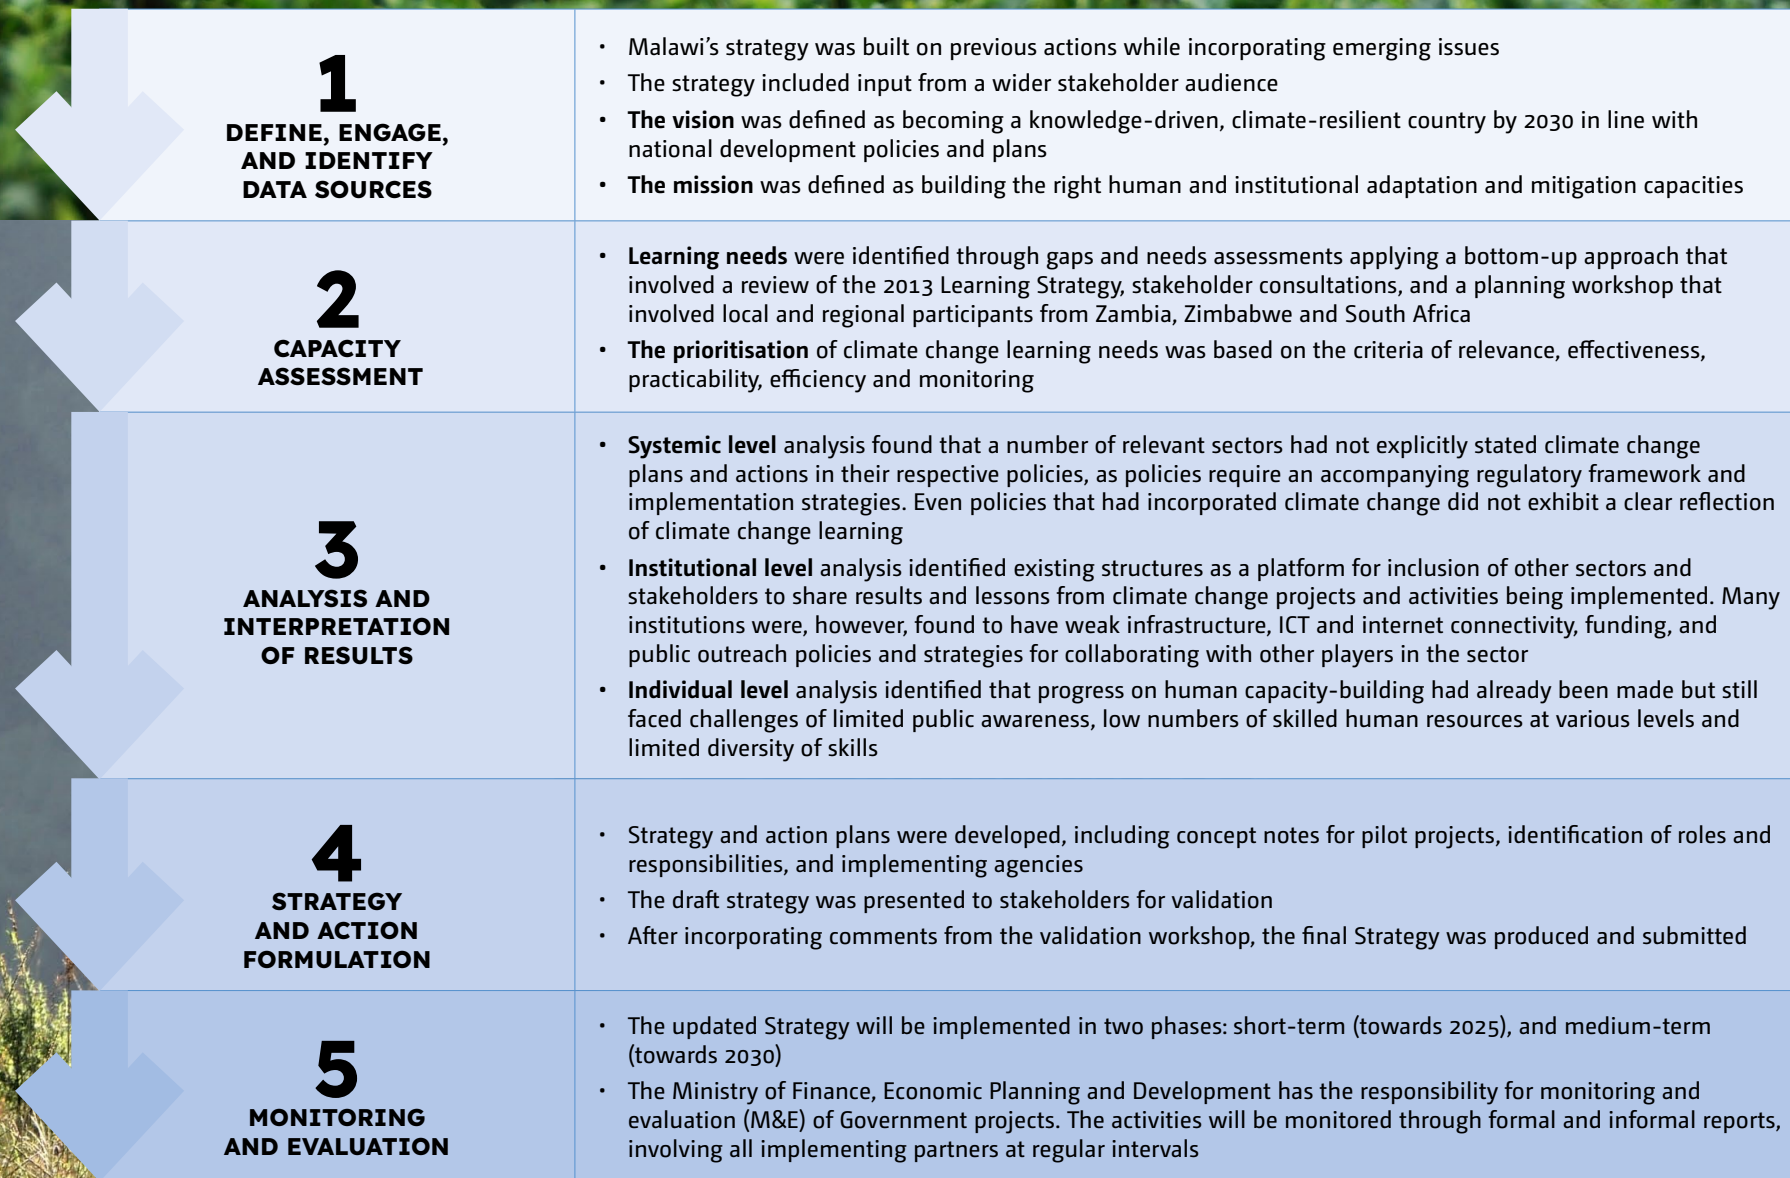 1
DEFINE, ENGAGE,
AND IDENTIFY
DATA SOURCES
• Malawi’s strategy was built on previous actions while incorporating emerging issues
• The strategy included input from a wider stakeholder audience
• The vision was defined as becoming a knowledge-driven, climate-resilient country by 2030 in line with
national development policies and plans
• The mission was defined as building the right human and institutional adaptation and mitigation capacities
2
CAPACITY
ASSESSMENT
• Learning needs were identified through gaps and needs assessments applying a bottom-up approach that
involved a review of the 2013 Learning Strategy, stakeholder consultations, and a planning workshop that
involved local and regional participants from Zambia, Zimbabwe and South Africa
• The prioritisation of climate change learning needs was based on the criteria of relevance, effectiveness,
practicability, efficiency and monitoring
3
ANALYSIS AND
INTERPRETATION
OF RESULTS
• Systemic level analysis found that a number of relevant sectors had not explicitly stated climate change
plans and actions in their respective policies, as policies require an accompanying regulatory framework and
implementation strategies. Even policies that had incorporated climate change did not exhibit a clear reflection
of climate change learning
• Institutional level analysis identified existing structures as a platform for inclusion of other sectors and
stakeholders to share results and lessons from climate change projects and activities being implemented. Many
institutions were, however, found to have weak infrastructure, ICT and internet connectivity, funding, and
public outreach policies and strategies for collaborating with other players in the sector
• Individual level analysis identified that progress on human capacity-building had already been made but still
faced challenges of limited public awareness, low numbers of skilled human resources at various levels and
limited diversity of skills
4
STRATEGY
AND ACTION
FORMULATION
• Strategy and action plans were developed, including concept notes for pilot projects, identification of roles and
responsibilities, and implementing agencies
• The draft strategy was presented to stakeholders for validation
• After incorporating comments from the validation workshop, the final Strategy was produced and submitted
5
MONITORING
AND EVALUATION
• The updated Strategy will be implemented in two phases: short-term (towards 2025), and medium-term
(towards 2030)
• The Ministry of Finance, Economic Planning and Development has the responsibility for monitoring and
evaluation (M&E) of Government projects. The activities will be monitored through formal and informal reports,
involving all implementing partners at regular intervals